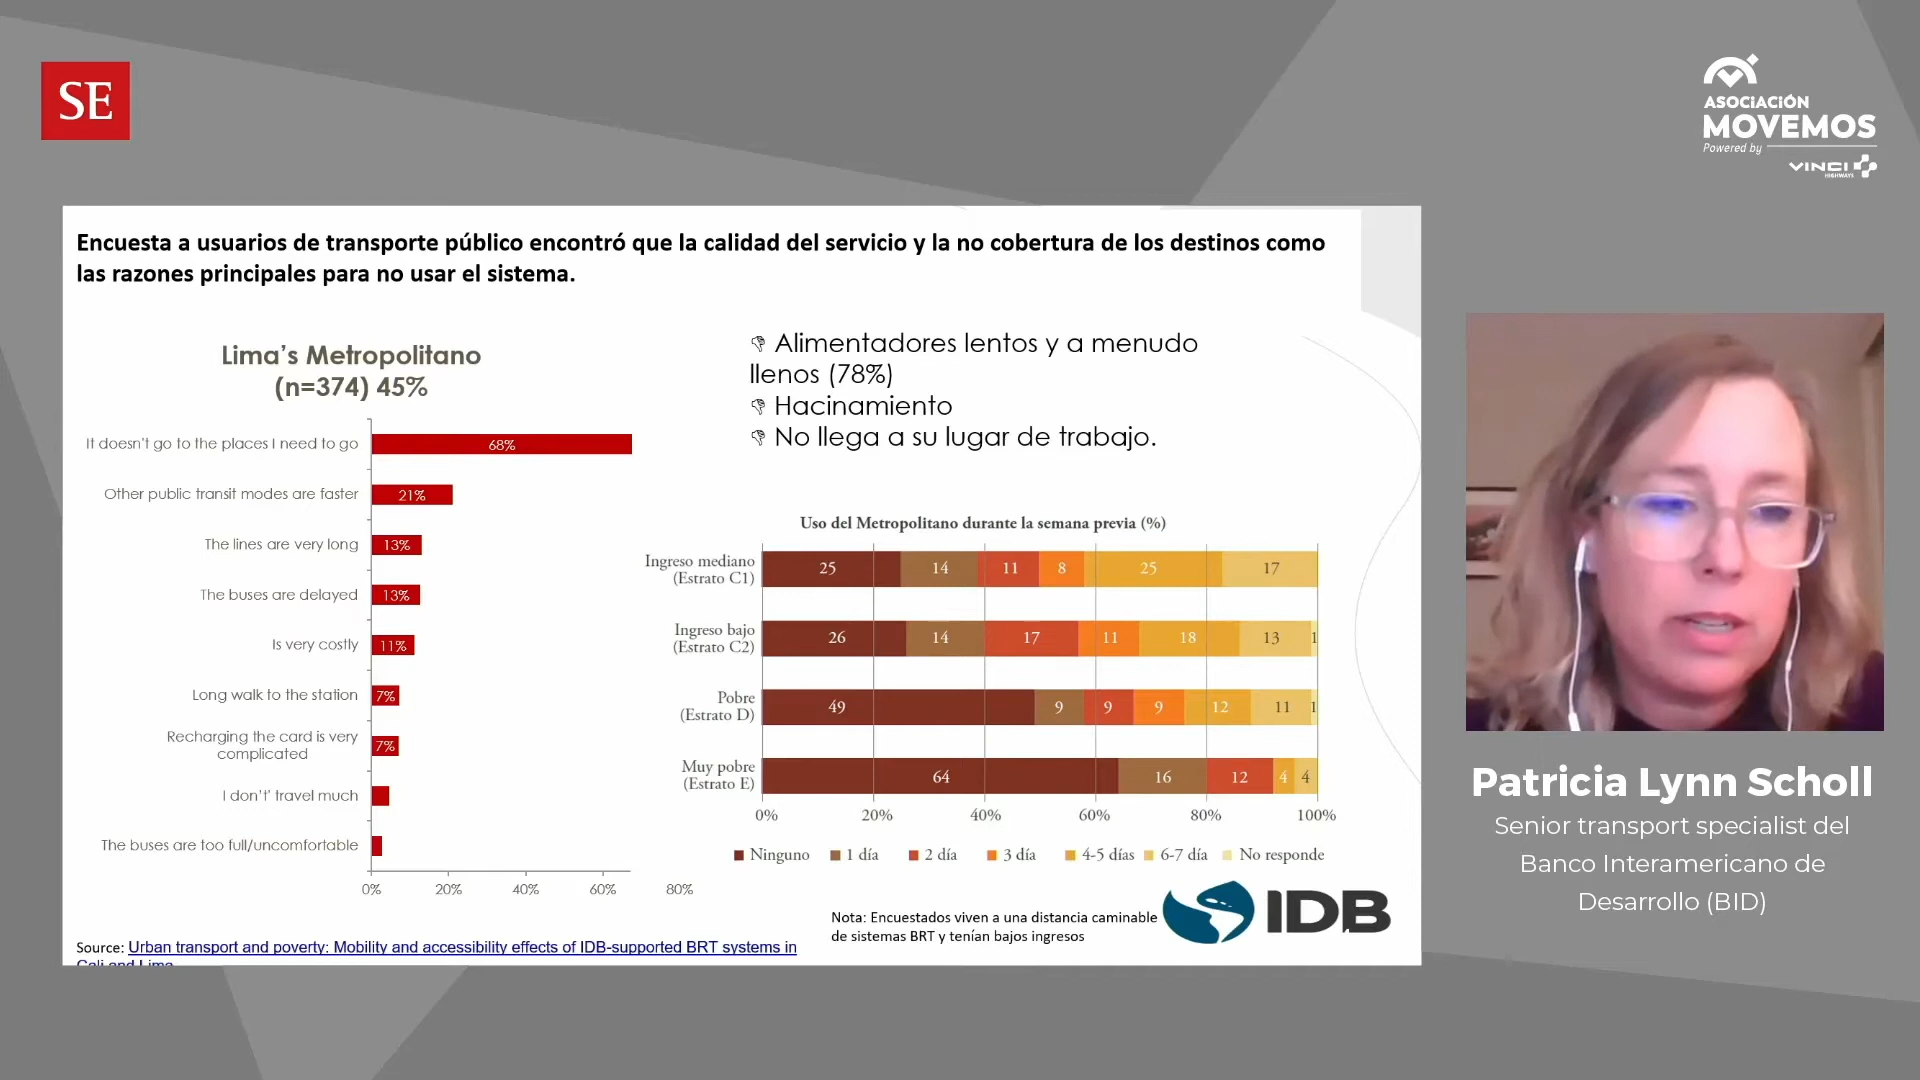 SE
ASOCIACIÓN
MOVEMOS
Powered by
VINCI
HIGHWAYS
Encuesta a usuarios de transporte público encontró que la calidad del servicio y la no cobertura de los destinos como
las razones principales para no usar el sistema.
Lima's Metropolitano
(n=374) 45%
It doesn't go to the places I need to go
68%
Other public transit modes are faster
21%
The lines are very long
13%
The buses are delayed
13%
Is very costly
11%
Long walk to the station
7%
Recharging the card is very
complicated
7%
I don't' travel much
The buses are too full/uncomfortable
0% 20% 40% 60% 80%
Alimentadores lentos y a menudo
llenos (78%)
Hacinamiento
No llega a su lugar de trabajo.
Uso del Metropolitano durante la semana previa (%)
Ingreso mediano
(Estrato C1)
25 14 11 8 25 17
Ingreso bajo
(Estrato C2)
26 14 17 11 18 13 1
Pobre
(Estrato D)
49 9 9 9 12 11 1
Muy pobre
(Estrato E)
64 16 12 4 4
0% 20% 40% 60% 80% 100%
Ninguno 1 día 2 día 3 día 4-5 días 6-7 día No responde
Nota: Encuestados viven a una distancia caminable
de sistemas BRT y tenían bajos ingresos
IDB
Source: Urban transport and poverty: Mobility and accessibility effects of IDB-supported BRT systems in
Cali and Lima
Patricia Lynn Scholl
Senior transport specialist del
Banco Interamericano de
Desarrollo (BID)